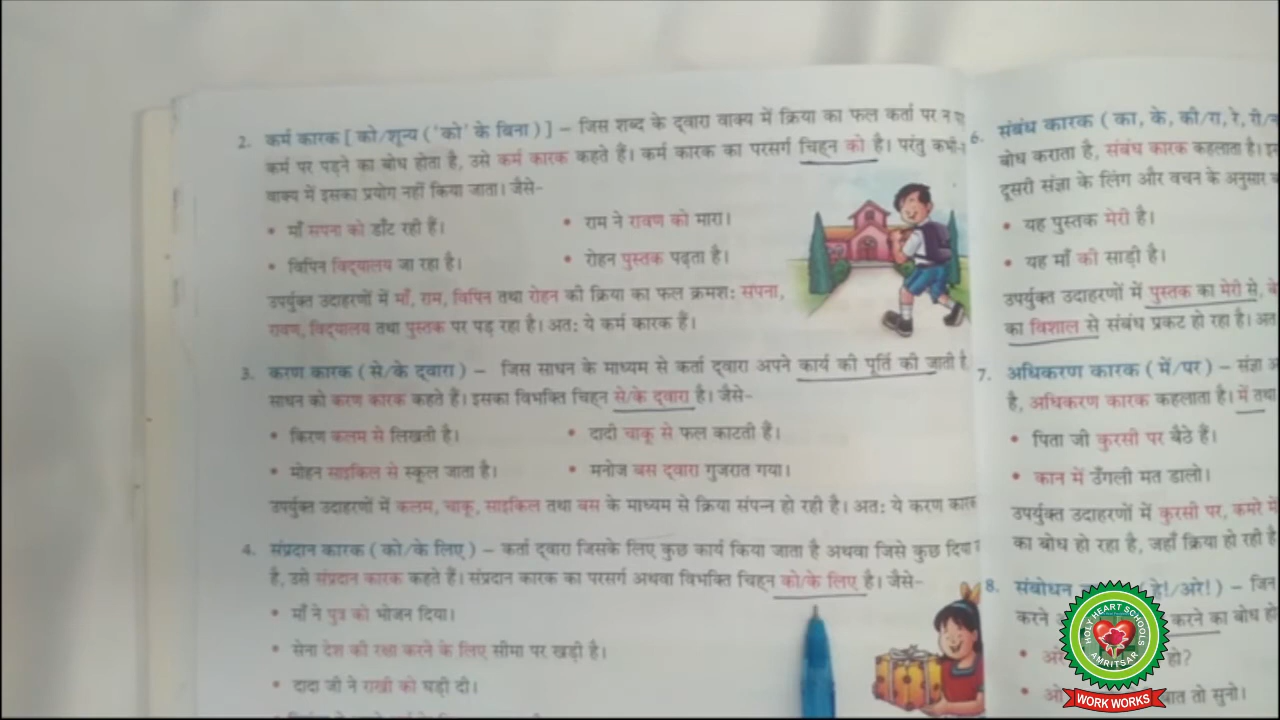 2. कर्म कारक [ को/शून्य ('को' के बिना) ] – जिस शब्द के द्वारा वाक्य में क्रिया का फल कर्ता पर न
कर्म पर पड़ने का बोध होता है, उसे कर्म कारक कहते हैं। कर्म कारक का परसर्ग चिह्न को है। परंतु कभी-
वाक्य में इसका प्रयोग नहीं किया जाता। जैसे–
• माँ सपना को डाँट रही हैं।
• राम ने रावण को मारा।
• विपिन विद्यालय जा रहा है।
• रोहन पुस्तक पढ़ता है।
उपर्युक्त उदाहरणों में माँ, राम, विपिन तथा रोहन की क्रिया का फल क्रमशः सपना,
रावण, विद्यालय तथा पुस्तक पर पड़ रहा है। अतः ये कर्म कारक हैं।
3. करण कारक ( से/के द्वारा ) – जिस साधन के माध्यम से कर्ता द्वारा अपने कार्य की पूर्ति की जाती है
साधन को करण कारक कहते हैं। इसका विभक्ति चिह्न से/के द्वारा है। जैसे–
• किरण कलम से लिखती है।
• दादी चाकू से फल काटती हैं।
• मोहन साइकिल से स्कूल जाता है।
• मनोज बस द्वारा गुजरात गया।
उपर्युक्त उदाहरणों में कलम, चाकू, साइकिल तथा बस के माध्यम से क्रिया संपन्न हो रही है। अतः ये करण कारक
4. संप्रदान कारक ( को/के लिए ) – कर्ता द्वारा जिसके लिए कुछ कार्य किया जाता है अथवा जिसे कुछ दिया
है, उसे संप्रदान कारक कहते हैं। संप्रदान कारक का परसर्ग अथवा विभक्ति चिह्न को/के लिए है। जैसे–
• माँ ने पुत्र को भोजन दिया।
• सेना देश की रक्षा करने के लिए सीमा पर खड़ी है।
• दादा जी ने राखी को घड़ी दी।
6. संबंध कारक ( का, के, की/रा, रे, री/
बोध कराता है, संबंध कारक कहलाता है।
दूसरी संज्ञा के लिंग और वचन के अनुसार
• यह पुस्तक मेरी है।
• यह माँ की साड़ी है।
उपर्युक्त उदाहरणों में पुस्तक का मेरी से,
का विशाल से संबंध प्रकट हो रहा है।
7. अधिकरण कारक ( में/पर ) – संज्ञा
है, अधिकरण कारक कहलाता है। में तथा
• पिता जी कुरसी पर बैठे हैं।
• कान में उँगली मत डालो।
उपर्युक्त उदाहरणों में कुरसी पर, कमरे में
का बोध हो रहा है, जहाँ क्रिया हो रही है
8. संबोधन हे!/अरे! ) – जिन
करने करने का बोध
• हो?
• बात तो सुनो।
HOLY HEART SCHOOLS
AMRITSAR
WORK WORKS